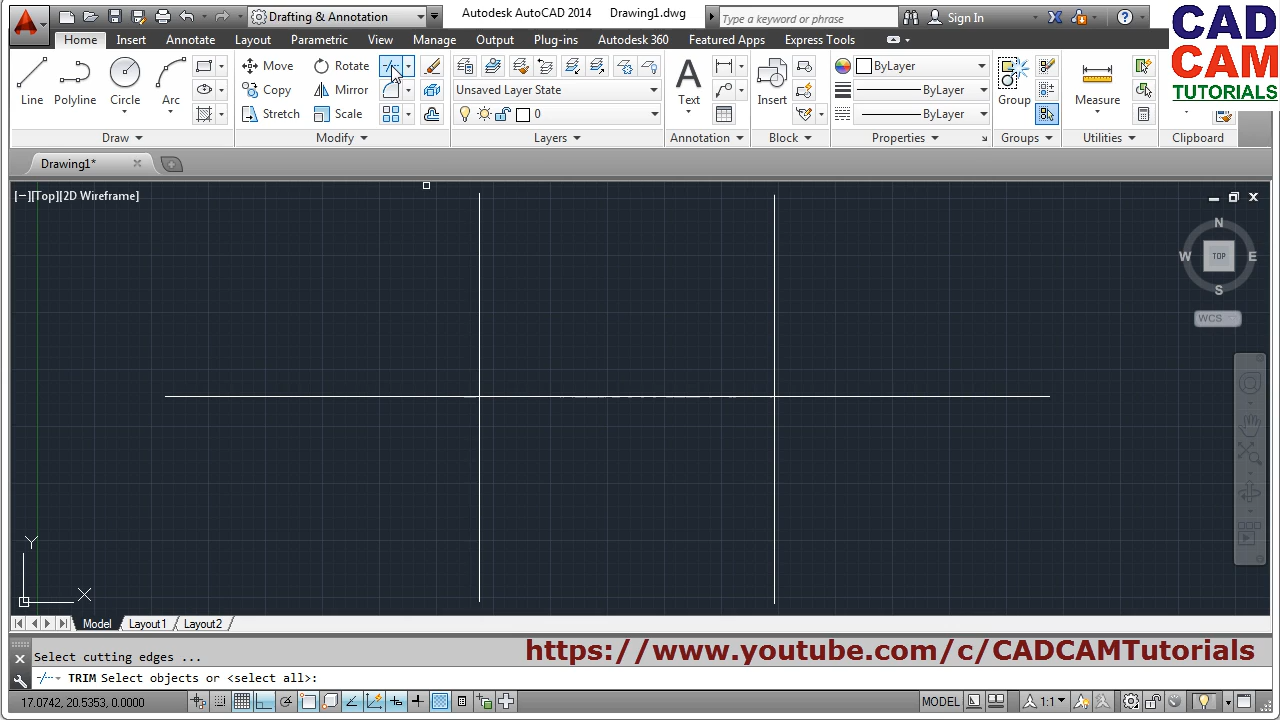 Drafting & Annotation
Autodesk AutoCAD 2014 Drawing1.dwg
Type a keyword or phrase
Sign In
CAD
CAM
TUTORIALS
Home Insert Annotate Layout Parametric View Manage Output Plug-ins Autodesk 360 Featured Apps Express Tools
Line Polyline Circle Arc
Move Rotate
Copy Mirror
Stretch Scale
Unsaved Layer State
0
Text
Insert
ByLayer
ByLayer
ByLayer
Group
Measure
Draw Modify Layers Annotation Block Properties Groups Utilities Clipboard
Drawing1*
[−][Top][2D Wireframe]
N
W TOP E
S
WCS
Y
X
Model Layout1 Layout2
Select cutting edges ...
https://www.youtube.com/c/CADCAMTutorials
TRIM Select objects or <select all>:
17.0742, 20.5353, 0.0000
MODEL
1:1